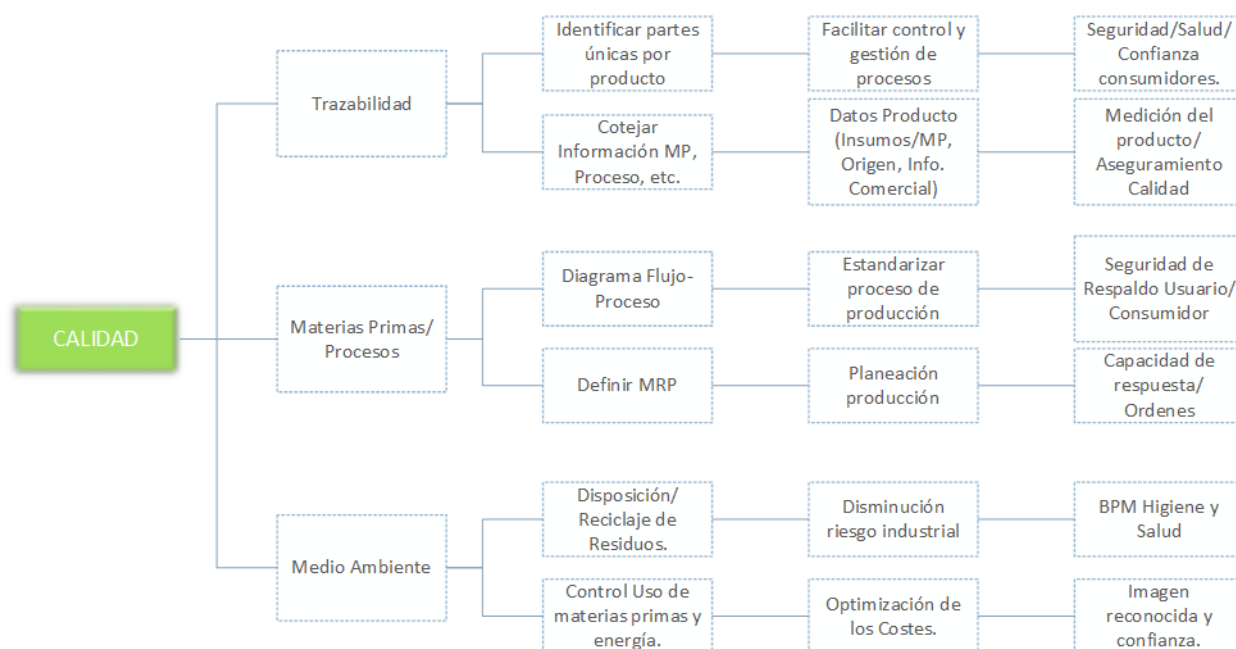 Identificar partes
únicas por
producto
Facilitar control y
gestión de
procesos
Seguridad/Salud/
Confianza
consumidores.
Trazabilidad
Cotejar
Información MP,
Proceso, etc.
Datos Producto
(Insumos/MP,
Origen, Info.
Comercial)
Medición del
producto/
Aseguramiento
Calidad
CALIDAD
Materias Primas/
Procesos
Diagrama Flujo-
Proceso
Estandarizar
proceso de
producción
Seguridad de
Respaldo Usuario/
Consumidor
Definir MRP
Planeación
producción
Capacidad de
respuesta/
Ordenes
Medio Ambiente
Disposición/
Reciclaje de
Residuos.
Disminución
riesgo industrial
BPM Higiene y
Salud
Control Uso de
materias primas y
energía.
Optimización de
los Costes.
Imagen
reconocida y
confianza.